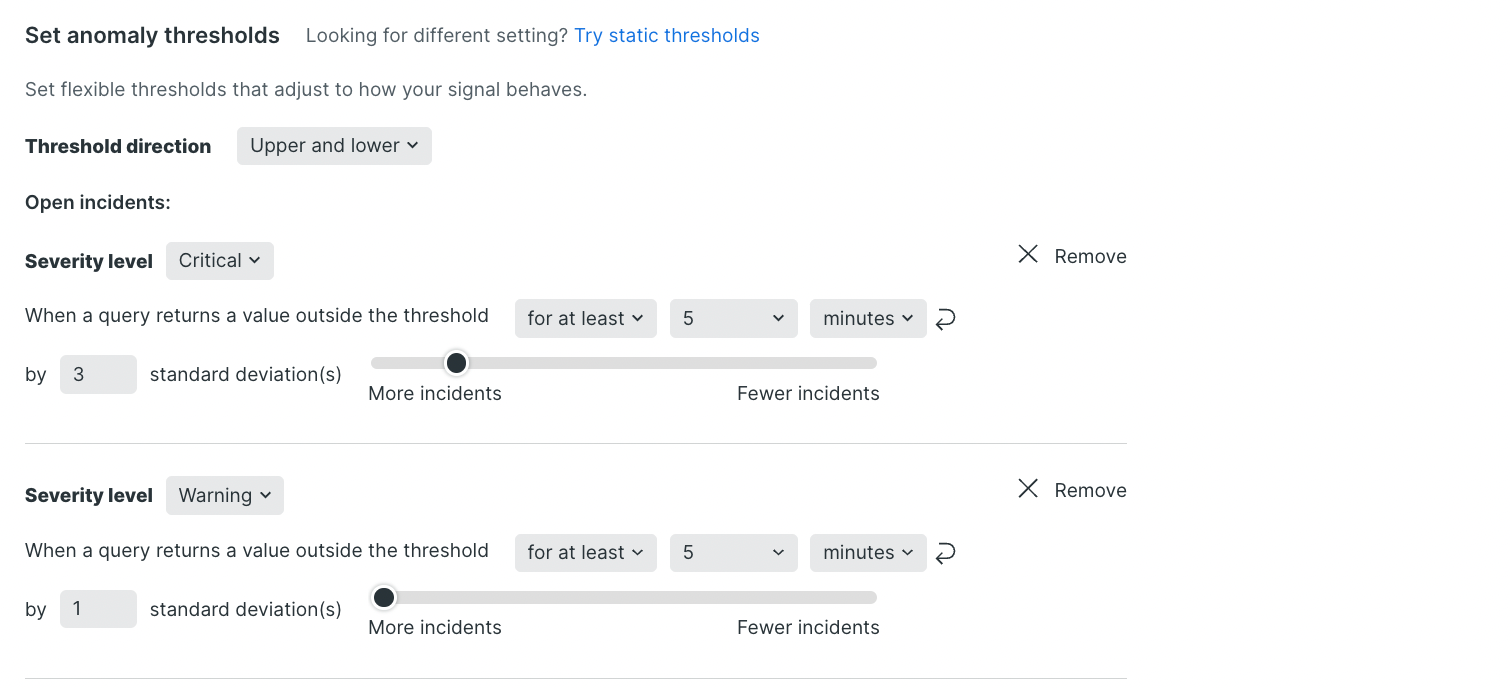 Set anomaly thresholds Looking for different setting? Try static thresholds
Set flexible thresholds that adjust to how your signal behaves.
Threshold direction Upper and lower
Open incidents:
Severity level Critical Remove
When a query returns a value outside the threshold for at least 5 minutes
by 3 standard deviation(s)
More incidents Fewer incidents
Severity level Warning Remove
When a query returns a value outside the threshold for at least 5 minutes
by 1 standard deviation(s)
More incidents Fewer incidents